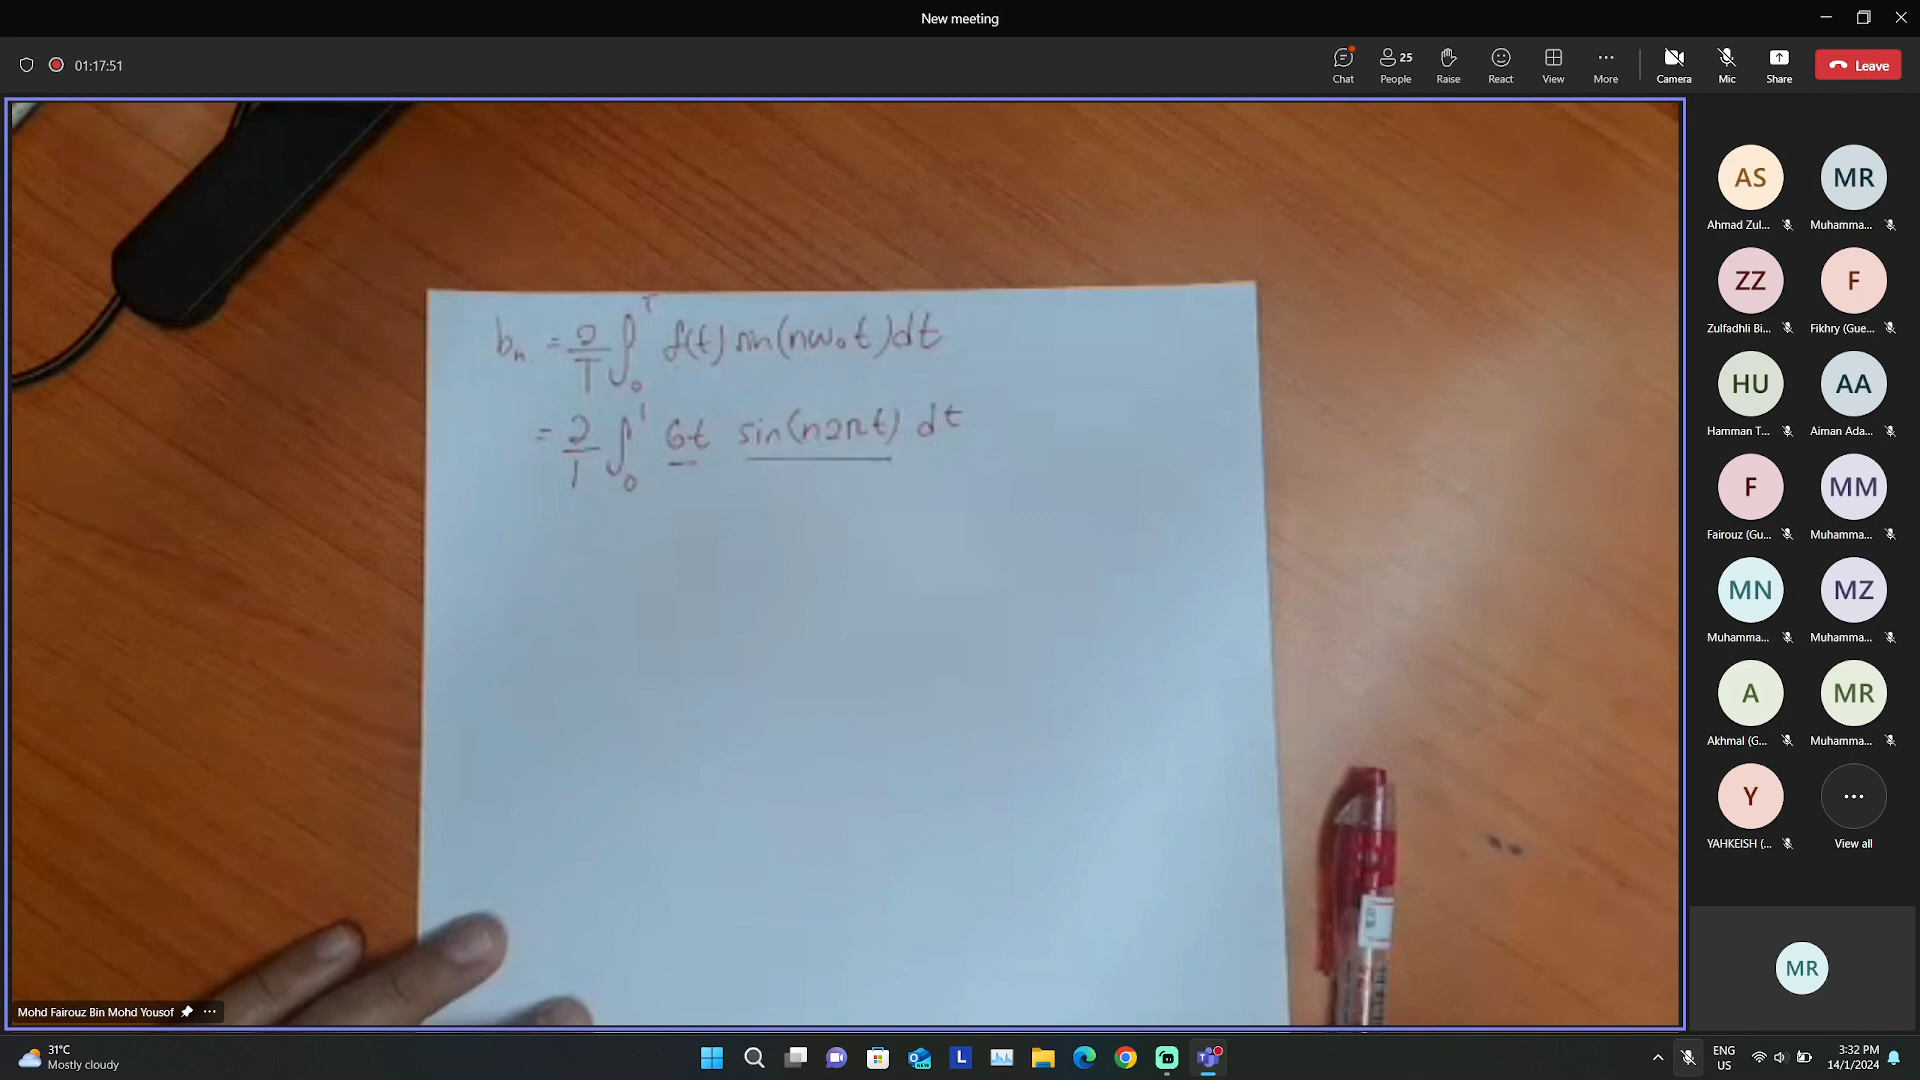 New meeting
01:17:51
Chat
25
People
Raise
React
View
More
Camera
Mic
Share
Leave
bn = 2/T ∫₀ᵀ f(t) sin(nω₀t)dt
= 2/1 ∫₀¹ 6t sin(n2πt) dt
AS
Ahmad Zul...
MR
Muhamma...
ZZ
Zulfadhli Bi...
F
Fikhry (Gue...
HU
Hamman T...
AA
Aiman Ada...
F
Fairouz (Gu...
MM
Muhamma...
MN
Muhamma...
MZ
Muhamma...
A
Akhmal (G...
MR
Muhamma...
Y
YAHKEISH (...
View all
MR
Mohd Fairouz Bin Mohd Yousof
31°C
Mostly cloudy
NEW
L
ENG
US
3:32 PM
14/1/2024